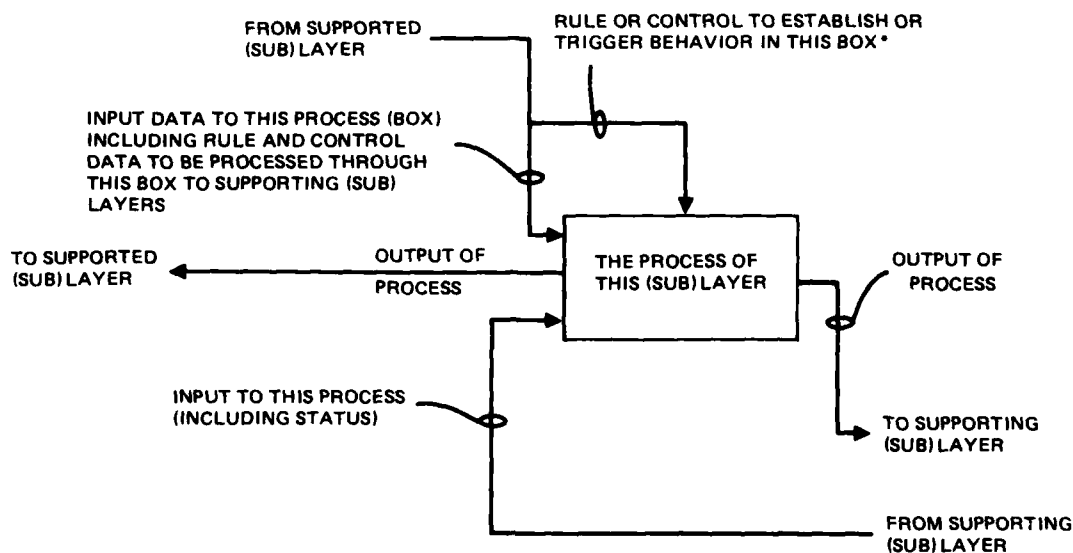 FROM SUPPORTED
(SUB) LAYER
RULE OR CONTROL TO ESTABLISH OR
TRIGGER BEHAVIOR IN THIS BOX*
INPUT DATA TO THIS PROCESS (BOX)
INCLUDING RULE AND CONTROL
DATA TO BE PROCESSED THROUGH
THIS BOX TO SUPPORTING (SUB)
LAYERS
TO SUPPORTED
(SUB) LAYER
OUTPUT OF
PROCESS
THE PROCESS OF
THIS (SUB) LAYER
OUTPUT OF
PROCESS
INPUT TO THIS PROCESS
(INCLUDING STATUS)
TO SUPPORTING
(SUB) LAYER
FROM SUPPORTING
(SUB) LAYER